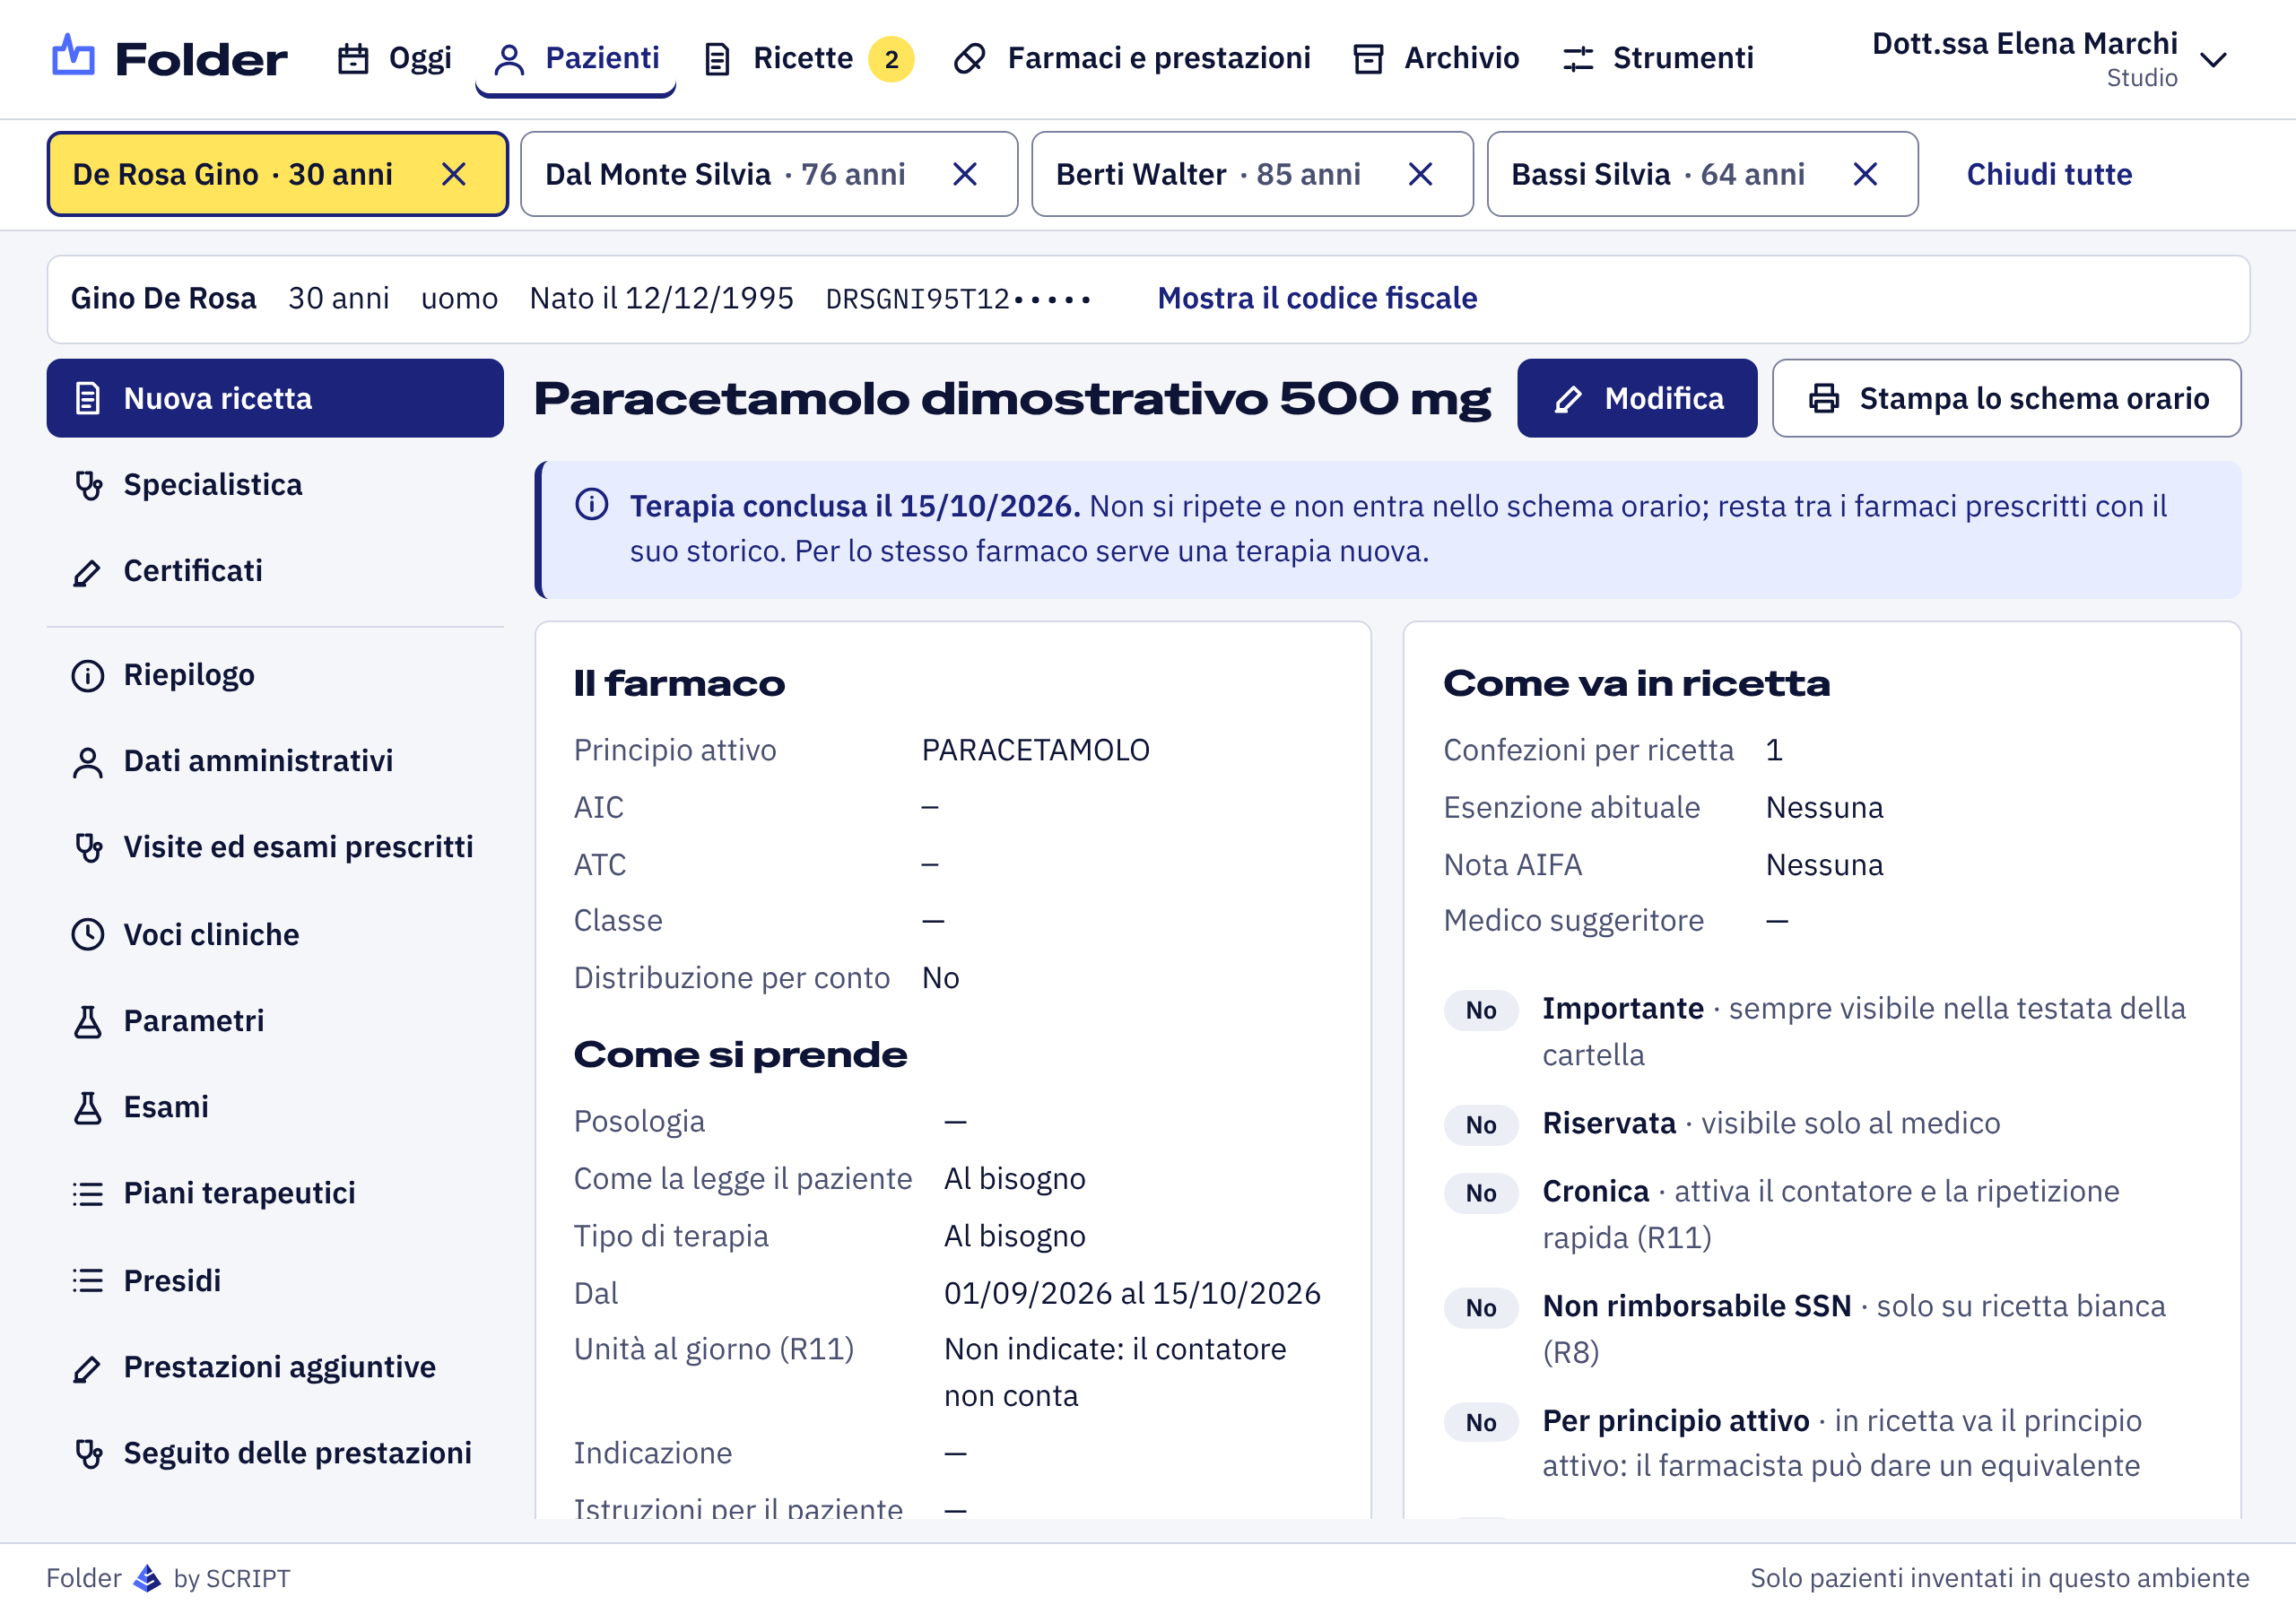 Folder
Oggi
Pazienti
Ricette 2
Farmaci e prestazioni
Archivio
Strumenti
Dott.ssa Elena Marchi
Studio
De Rosa Gino · 30 anni
Dal Monte Silvia · 76 anni
Berti Walter · 85 anni
Bassi Silvia · 64 anni
Chiudi tutte
Gino De Rosa 30 anni uomo Nato il 12/12/1995 DRSGNI95T12••••• Mostra il codice fiscale
Nuova ricetta
Specialistica
Certificati
Riepilogo
Dati amministrativi
Visite ed esami prescritti
Voci cliniche
Parametri
Esami
Piani terapeutici
Presidi
Prestazioni aggiuntive
Seguito delle prestazioni
Paracetamolo dimostrativo 500 mg
Modifica
Stampa lo schema orario
Terapia conclusa il 15/10/2026. Non si ripete e non entra nello schema orario; resta tra i farmaci prescritti con il
suo storico. Per lo stesso farmaco serve una terapia nuova.
Il farmaco
Principio attivo PARACETAMOLO
AIC –
ATC –
Classe —
Distribuzione per conto No
Come si prende
Posologia —
Come la legge il paziente Al bisogno
Tipo di terapia Al bisogno
Dal 01/09/2026 al 15/10/2026
Unità al giorno (R11) Non indicate: il contatore
non conta
Indicazione —
Istruzioni per il paziente —
Come va in ricetta
Confezioni per ricetta 1
Esenzione abituale Nessuna
Nota AIFA Nessuna
Medico suggeritore —
No Importante · sempre visibile nella testata della
cartella
No Riservata · visibile solo al medico
No Cronica · attiva il contatore e la ripetizione
rapida (R11)
No Non rimborsabile SSN · solo su ricetta bianca
(R8)
No Per principio attivo · in ricetta va il principio
attivo: il farmacista può dare un equivalente
Folder by SCRIPT
Solo pazienti inventati in questo ambiente